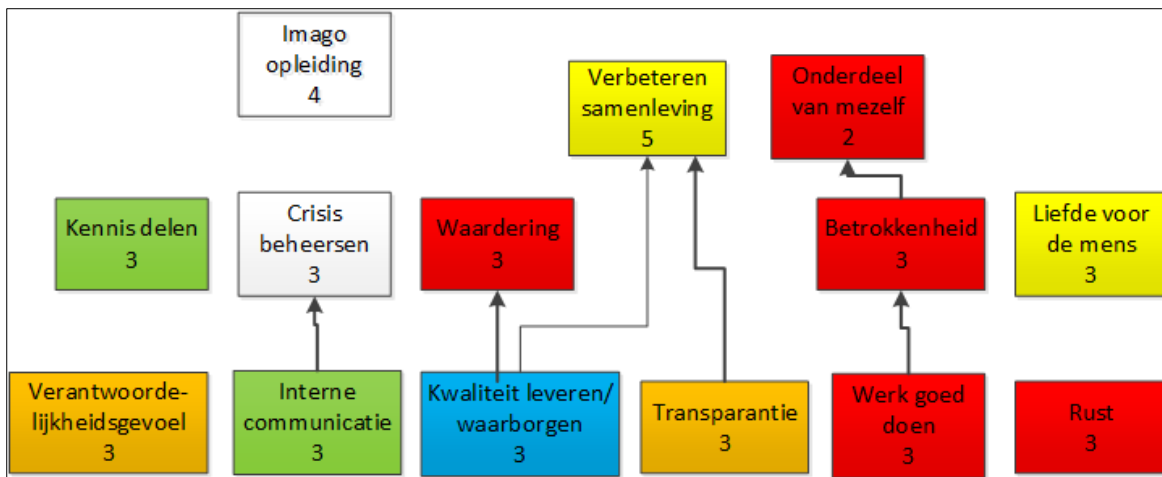 Imago
opleiding
4
Verbeteren
samenleving
5
Onderdeel
van mezelf
2
Kennis delen
3
Crisis
beheersen
3
Waardering
3
Betrokkenheid
3
Liefde voor
de mens
3
Verantwoorde-
lijkheidsgevoel
3
Interne
communicatie
3
Kwaliteit leveren/
waarborgen
3
Transparantie
3
Werk goed
doen
3
Rust
3